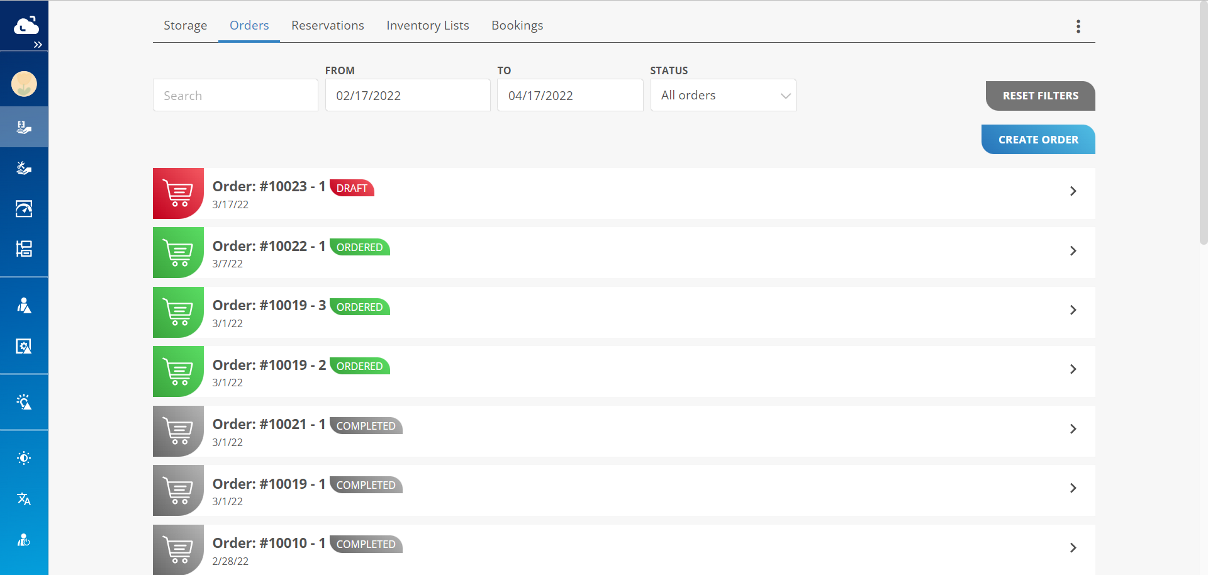 Storage Orders Reservations Inventory Lists Bookings
FROM TO STATUS
Search 02/17/2022 04/17/2022 All orders
RESET FILTERS
CREATE ORDER
Order: #10023 - 1 DRAFT
3/17/22
Order: #10022 - 1 ORDERED
3/7/22
Order: #10019 - 3 ORDERED
3/1/22
Order: #10019 - 2 ORDERED
3/1/22
Order: #10021 - 1 COMPLETED
3/1/22
Order: #10019 - 1 COMPLETED
3/1/22
Order: #10010 - 1 COMPLETED
2/28/22